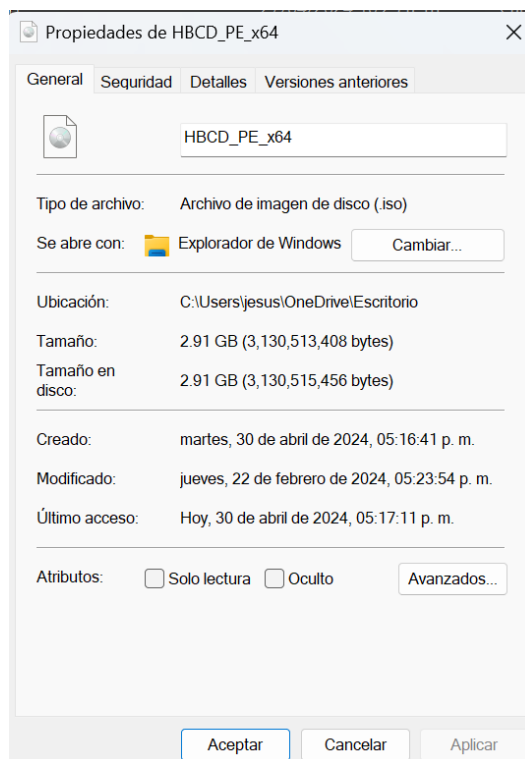 Propiedades de HBCD_PE_x64
General Seguridad Detalles Versiones anteriores
HBCD_PE_x64
Tipo de archivo: Archivo de imagen de disco (.iso)
Se abre con: Explorador de Windows Cambiar...
Ubicación: C:\Users\jesus\OneDrive\Escritorio
Tamaño: 2.91 GB (3,130,513,408 bytes)
Tamaño en disco: 2.91 GB (3,130,515,456 bytes)
Creado: martes, 30 de abril de 2024, 05:16:41 p. m.
Modificado: jueves, 22 de febrero de 2024, 05:23:54 p. m.
Último acceso: Hoy, 30 de abril de 2024, 05:17:11 p. m.
Atributos: Solo lectura Oculto Avanzados...
Aceptar Cancelar Aplicar